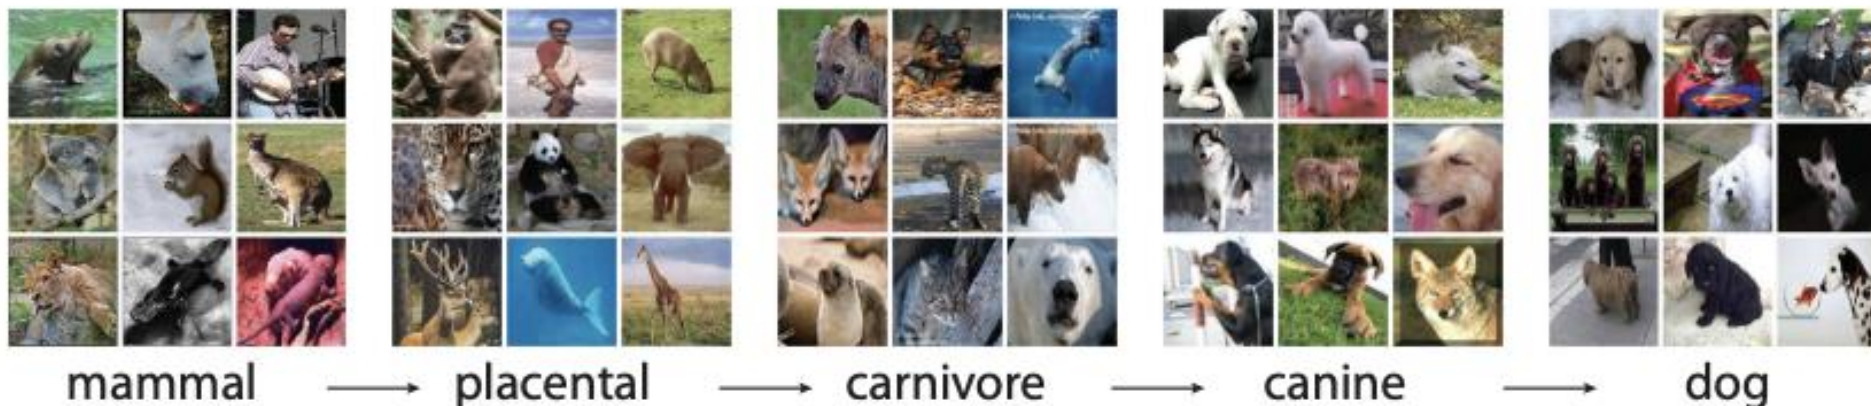 mammal → placental → carnivore → canine → dog